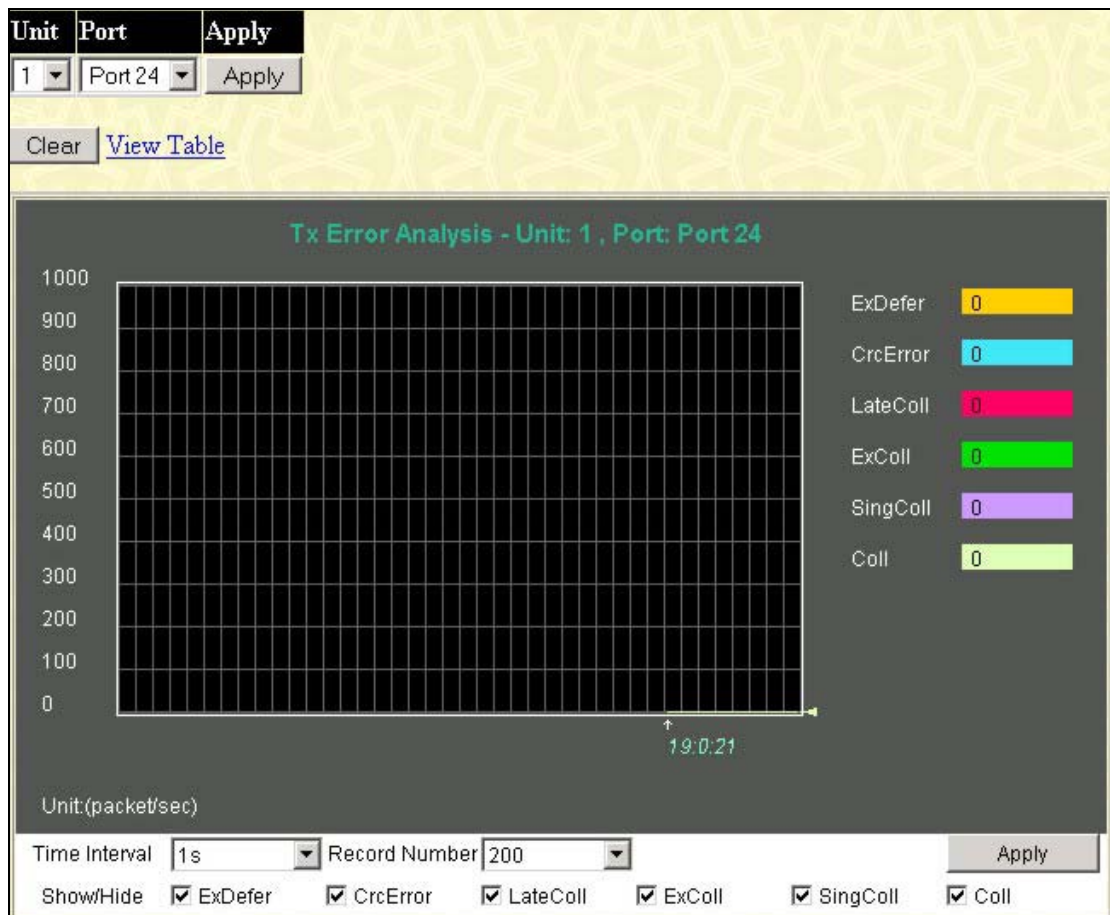 Unit Port Apply
1 Port 24 Apply
Clear View Table
Tx Error Analysis - Unit: 1 , Port: Port 24
1000
900
800
700
600
500
400
300
200
100
0
ExDefer 0
CrcError 0
LateColl 0
ExColl 0
SingColl 0
Coll 0
19:0:21
Unit:(packet/sec)
Time Interval 1s Record Number 200 Apply
Show/Hide ExDefer CrcError LateColl ExColl SingColl Coll